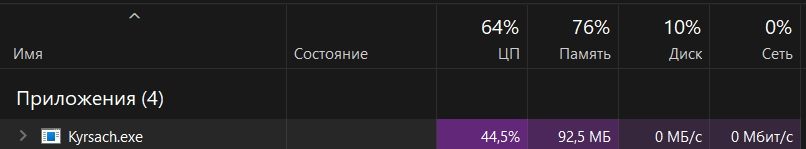 64% 76% 10% 0%
Имя Состояние ЦП Память Диск Сеть
Приложения (4)
Kyrsach.exe 44,5% 92,5 МБ 0 МБ/с 0 Мбит/с